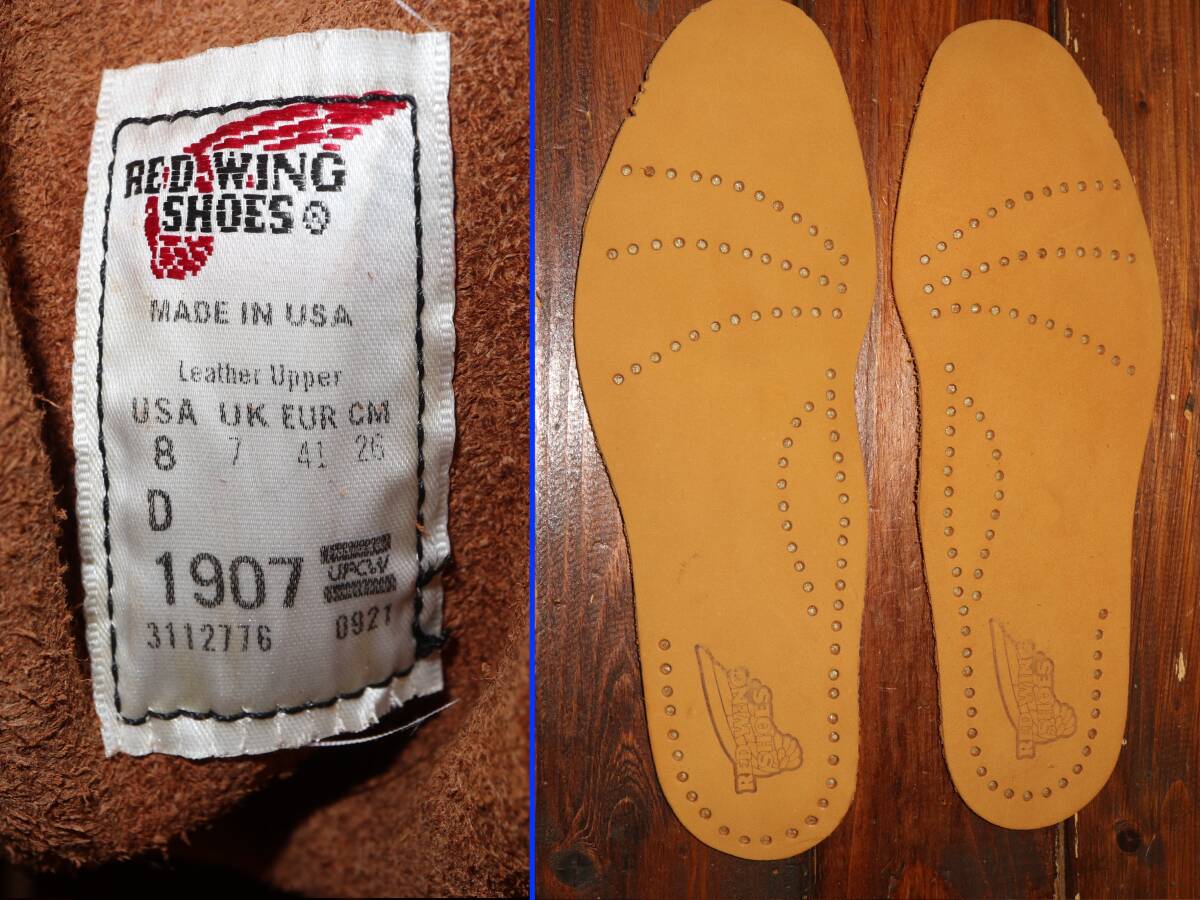 RED WING
SHOES
MADE IN USA
Leather Upper
USA UK EUR CM
8 7 41 26
D
1907 UFCW
3112776 0921
RED WING
SHOES
RED WING
SHOES